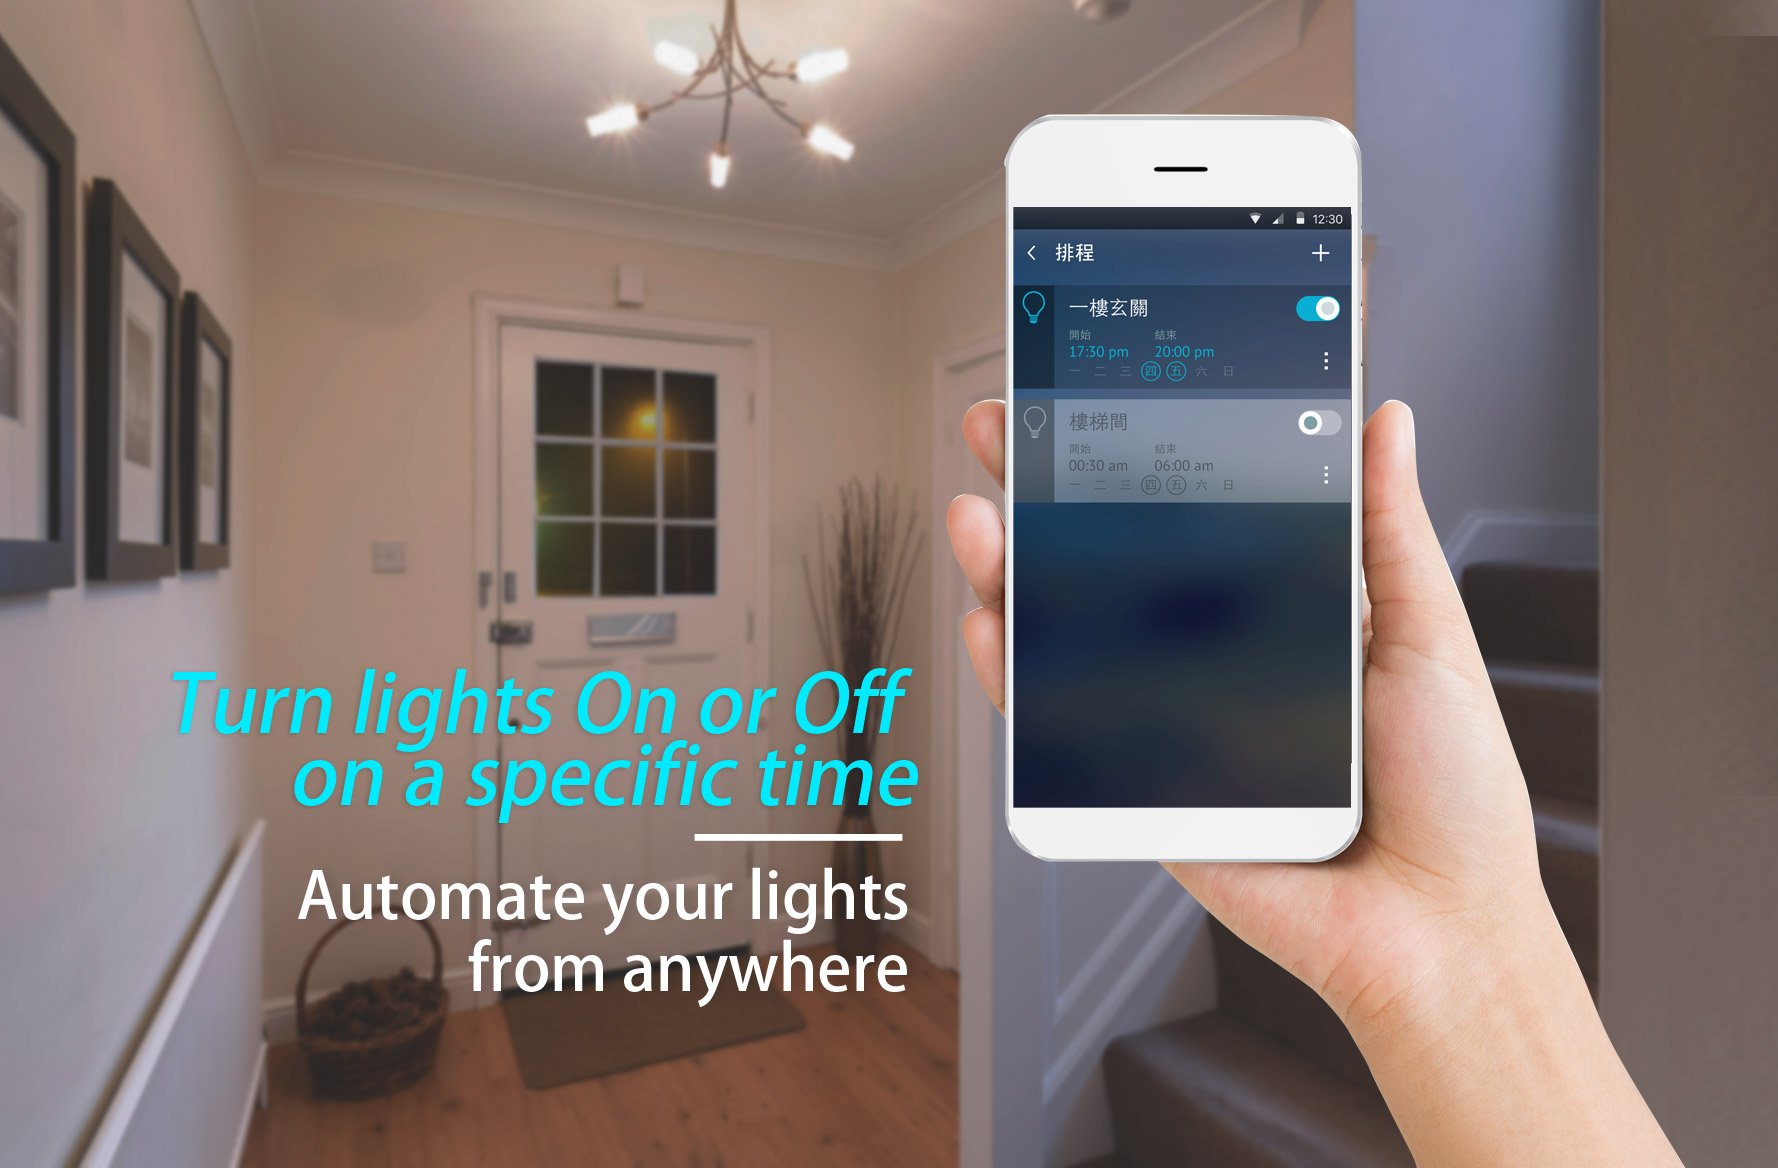 12:30
排程
一樓玄關
開始 結束
17:30 pm 20:00 pm
一 二 三 四 五 六 日
樓梯間
開始 結束
00:30 am 06:00 am
一 二 三 四 五 六 日
Turn lights On or Off
on a specific time
Automate your lights
from anywhere